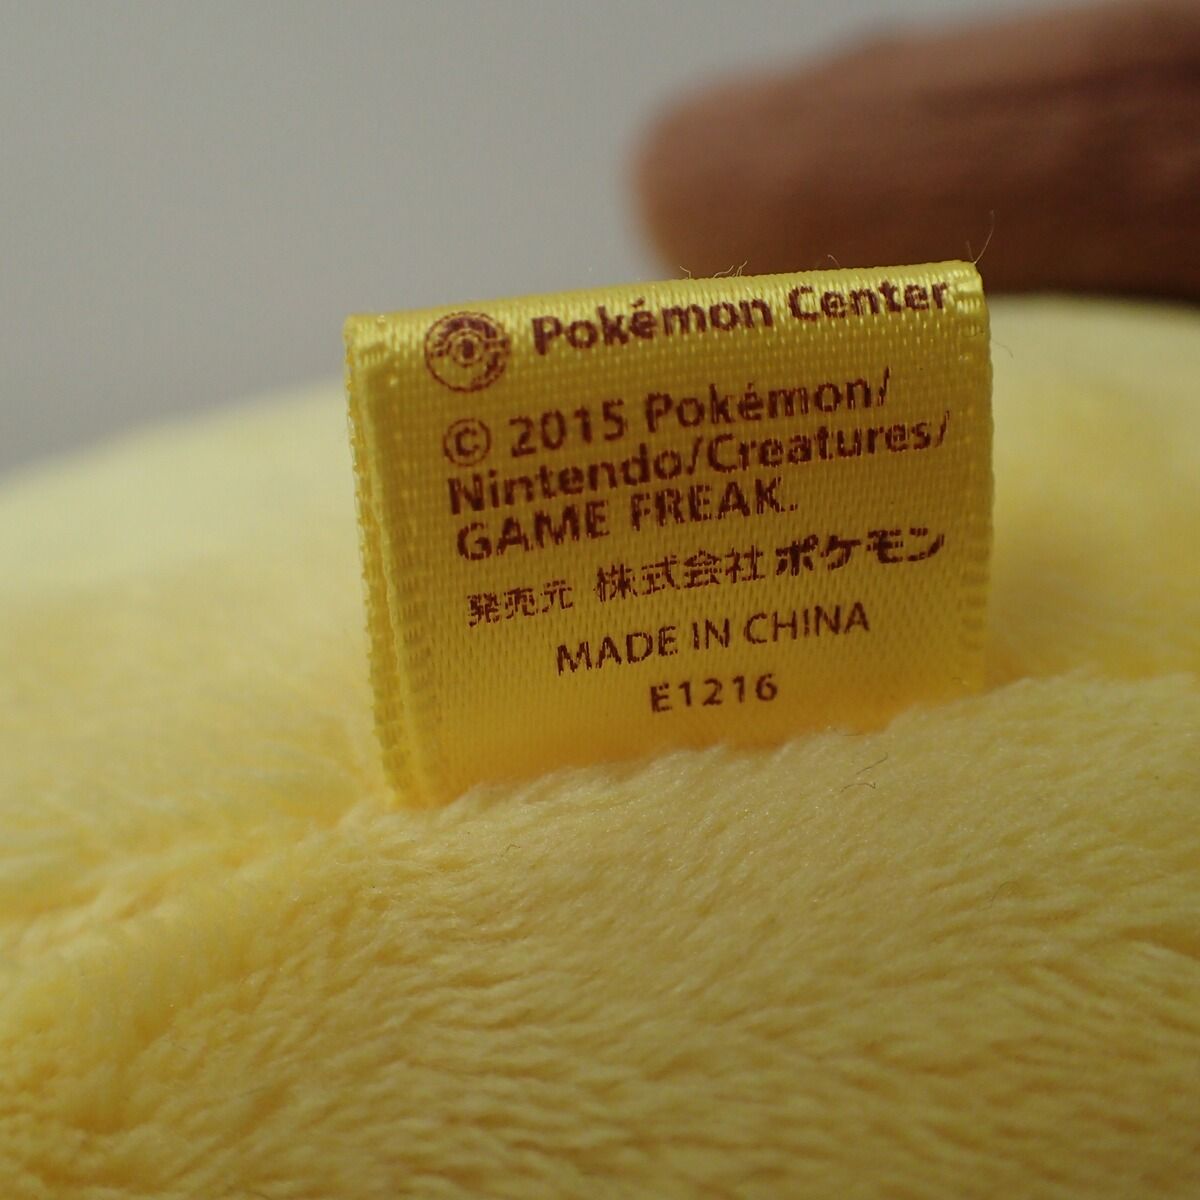 Pokémon Center
© 2015 Pokémon/
Nintendo/Creatures/
GAME FREAK.
発売元 株式会社ポケモン
MADE IN CHINA
E1216